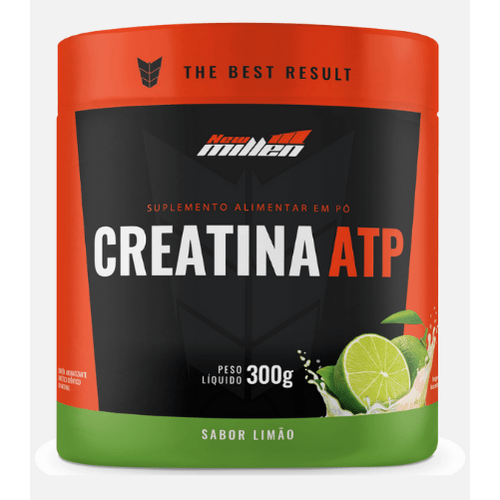 THE BEST RESULT
New
millen
SUPLEMENTO ALIMENTAR EM PÓ
CREATINA ATP
PESO
LÍQUIDO 300g
SABOR LIMÃO